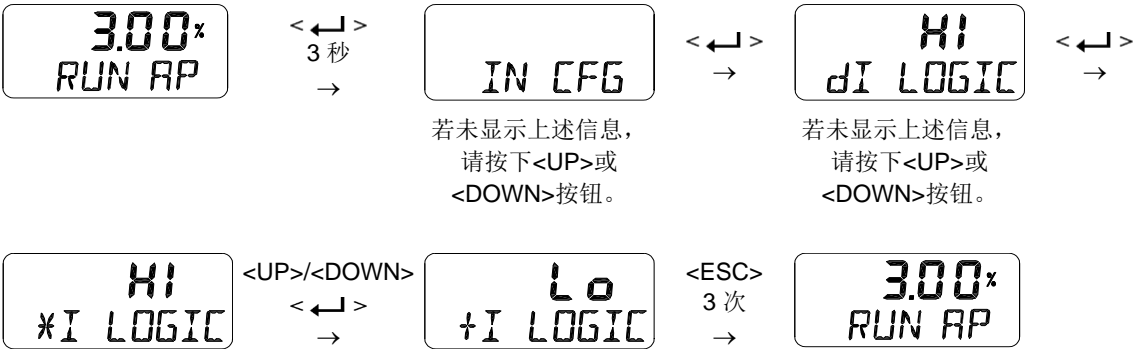 3.00%
RUN AP
< ↵ >
3 秒
→
IN CFG
若未显示上述信息，
请按下<UP>或
<DOWN>按钮。
< ↵ >
→
HI
dI LOGIC
若未显示上述信息，
请按下<UP>或
<DOWN>按钮。
< ↵ >
→
HI
*I LOGIC
<UP>/<DOWN>
< ↵ >
→
Lo
+I LOGIC
<ESC>
3 次
→
3.00%
RUN AP